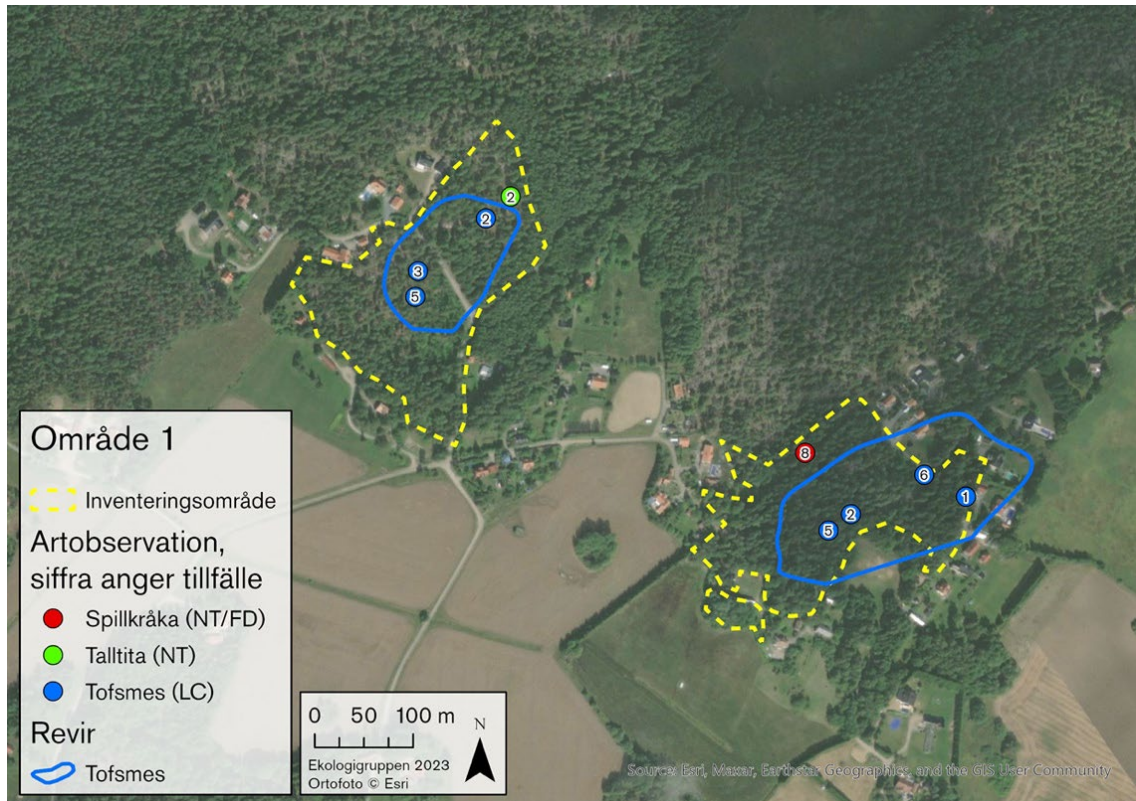 2
2
3
5
8
6
1
2
5
Område 1
Inventeringsområde
Artobservation,
siffra anger tillfälle
Spillkråka (NT/FD)
Talltita (NT)
Tofsmes (LC)
Revir
Tofsmes
0 50 100 m
N
Ekologigruppen 2023
Ortofoto © Esri
Source: Esri, Maxar, Earthstar Geographics, and the GIS User Community